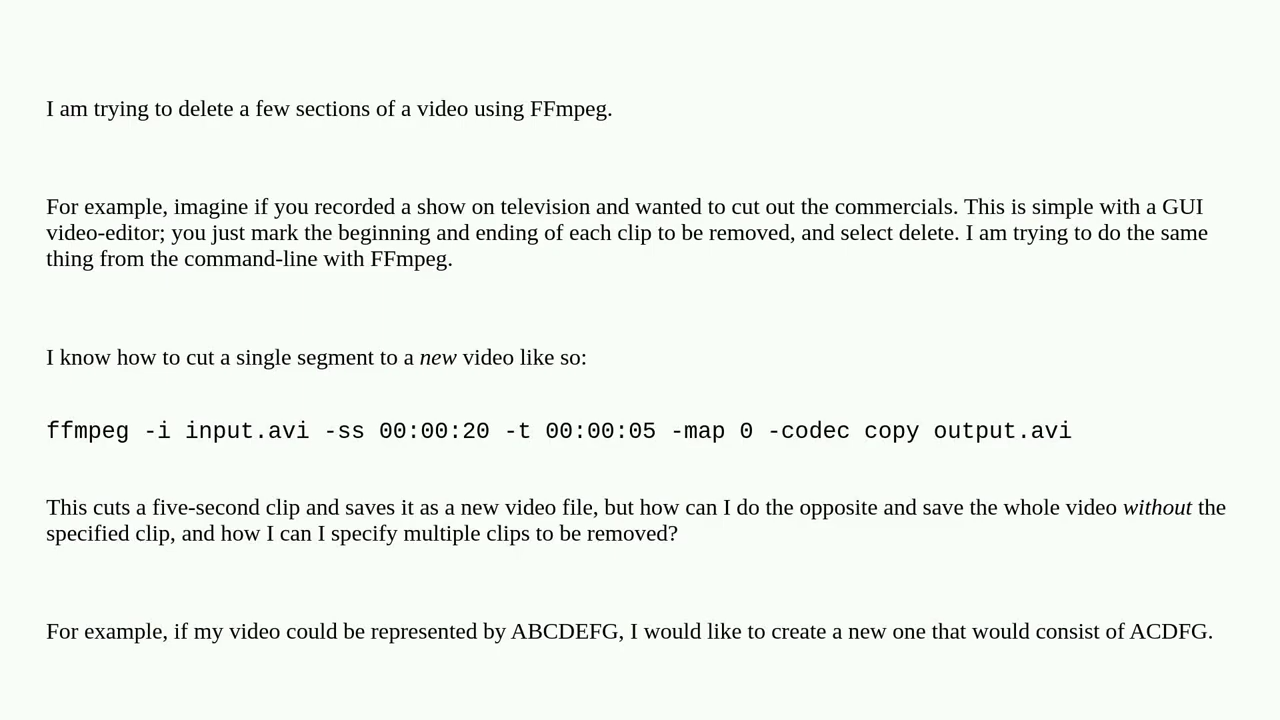 I am trying to delete a few sections of a video using FFmpeg.
For example, imagine if you recorded a show on television and wanted to cut out the commercials. This is simple with a GUI
video-editor; you just mark the beginning and ending of each clip to be removed, and select delete. I am trying to do the same
thing from the command-line with FFmpeg.
I know how to cut a single segment to a new video like so:
ffmpeg -i input.avi -ss 00:00:20 -t 00:00:05 -map 0 -codec copy output.avi
This cuts a five-second clip and saves it as a new video file, but how can I do the opposite and save the whole video without the
specified clip, and how I can I specify multiple clips to be removed?
For example, if my video could be represented by ABCDEFG, I would like to create a new one that would consist of ACDFG.